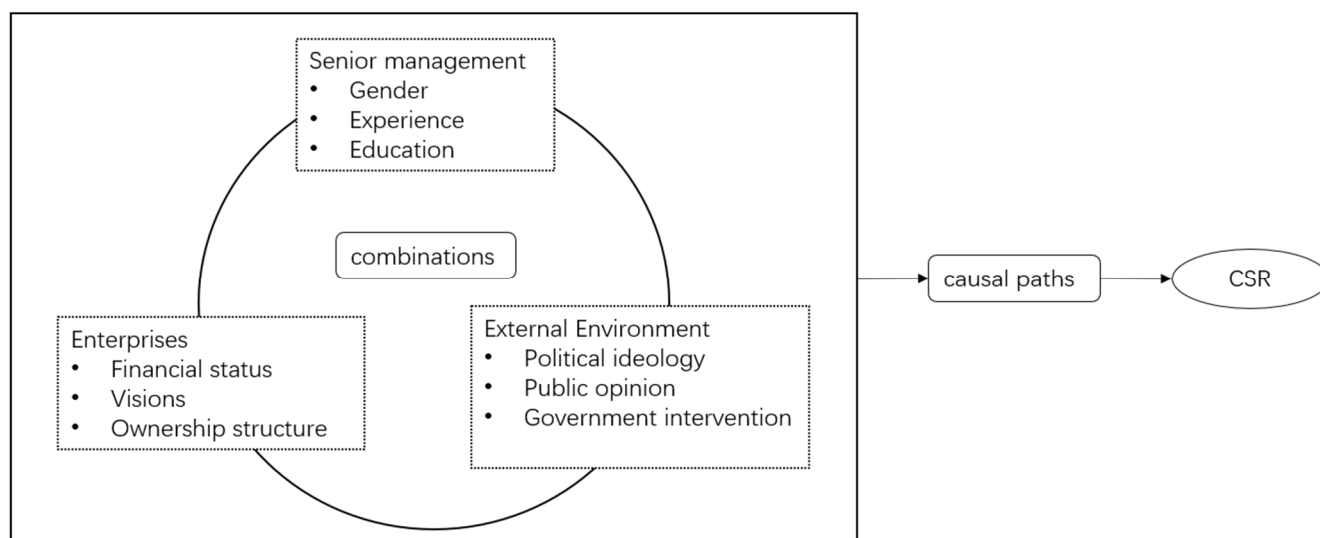 Senior management
• Gender
• Experience
• Education
combinations
Enterprises
• Financial status
• Visions
• Ownership structure
External Environment
• Political ideology
• Public opinion
• Government intervention
causal paths
CSR